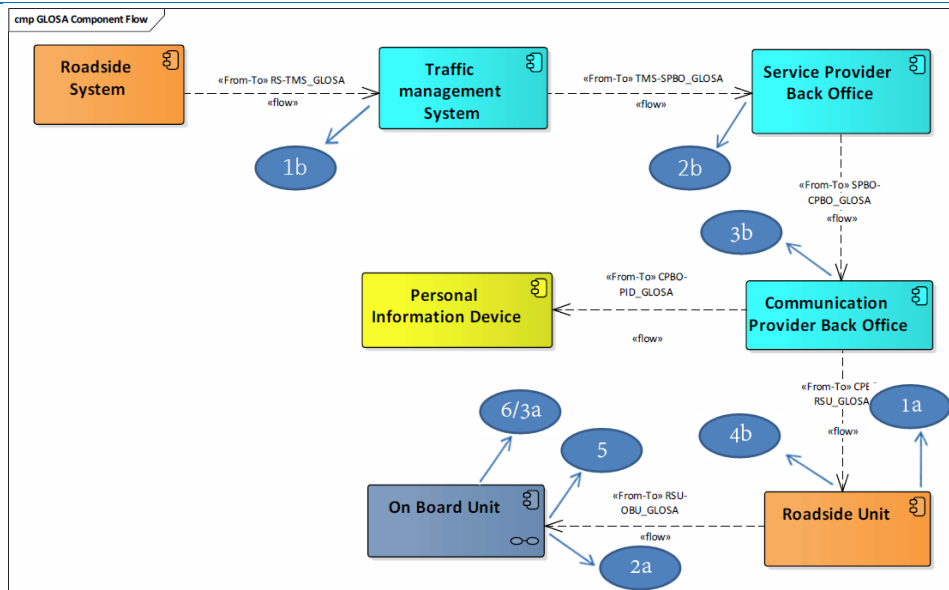 cmp GLOSA Component Flow
Roadside
System
«From-To» RS-TMS_GLOSA
«flow»
Traffic
management
System
«From-To» TMS-SPBO_GLOSA
«flow»
Service Provider
Back Office
1b
2b
«From-To» SPBO-
CPBO_GLOSA
«flow»
3b
Personal
Information Device
«From-To» CPBO-
PID_GLOSA
«flow»
Communication
Provider Back Office
«From-To»
RSU_GLOSA
«flow»
6/3a
5
4b
1a
On Board Unit
«From-To» RSU-
OBU_GLOSA
«flow»
Roadside Unit
2a